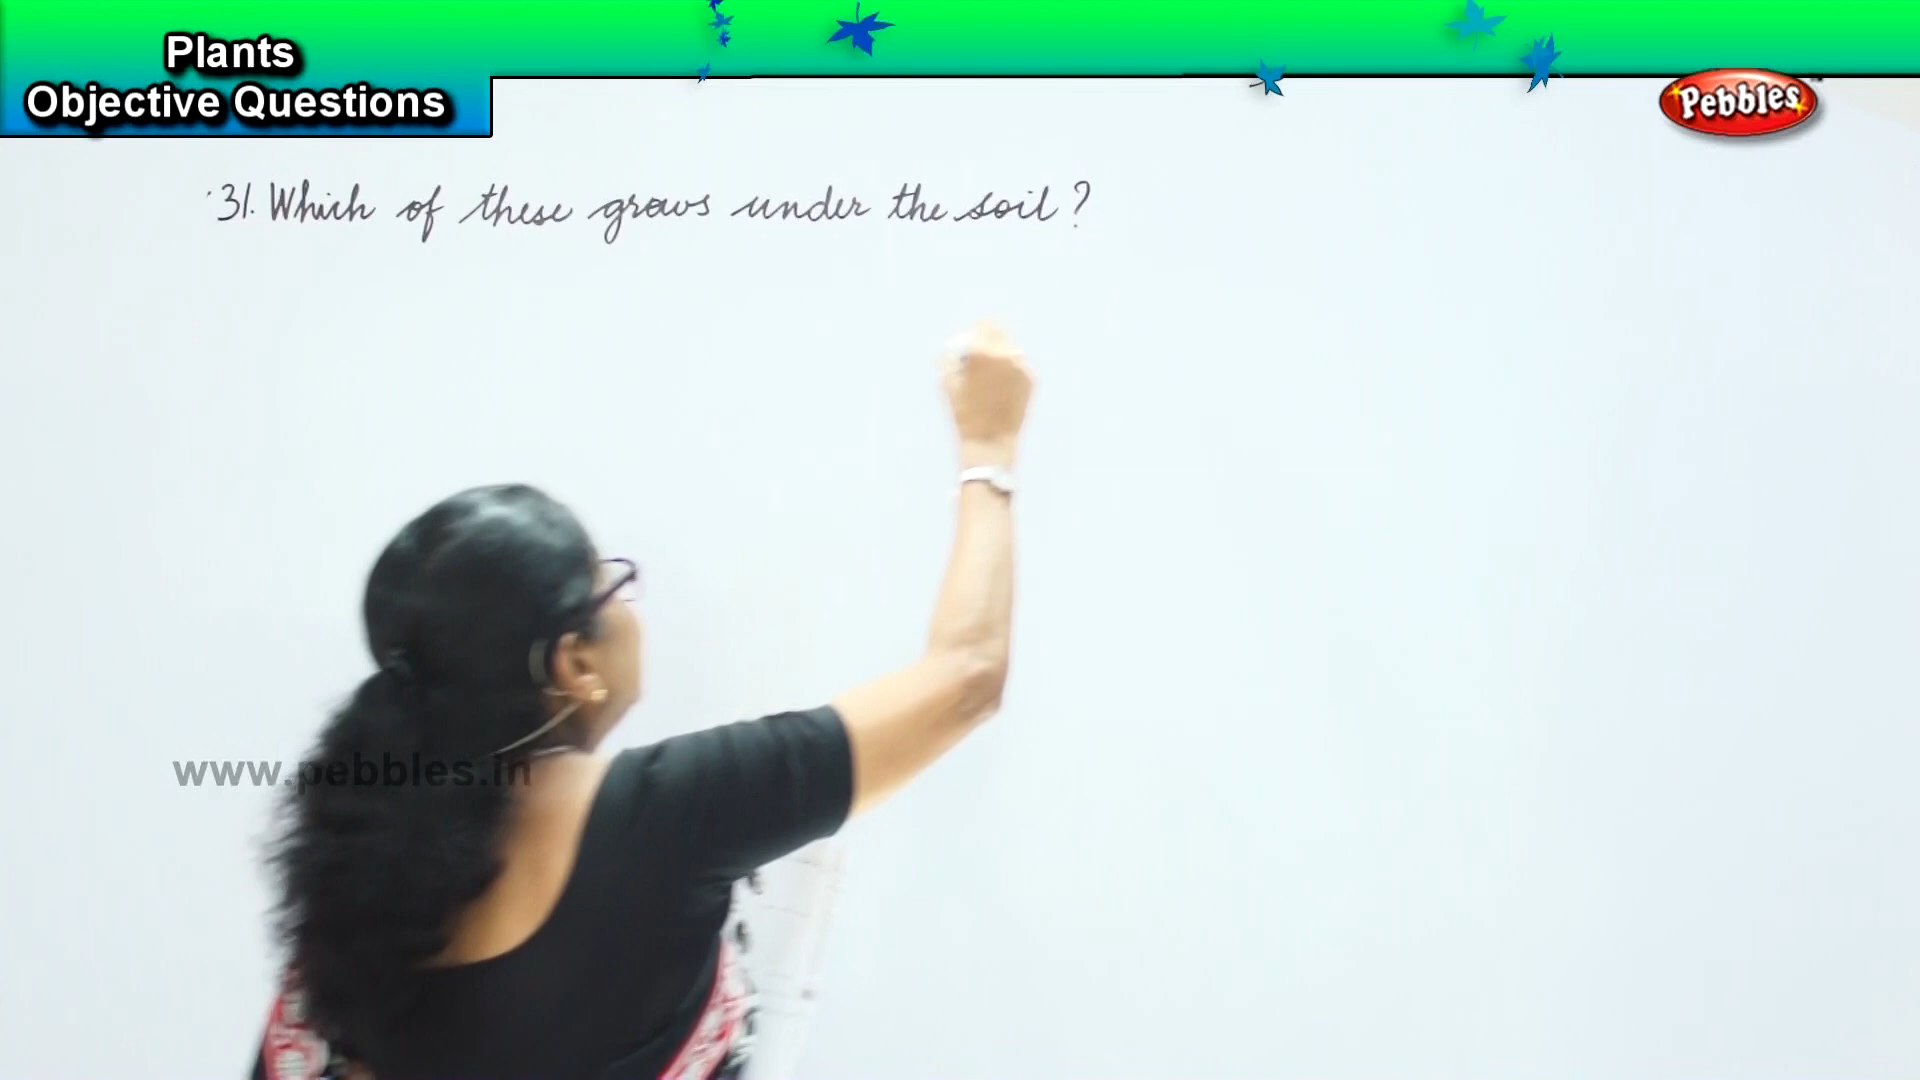 Plants
Objective Questions
Pebbles
31. Which of these grows under the soil?
www.pebbles.in